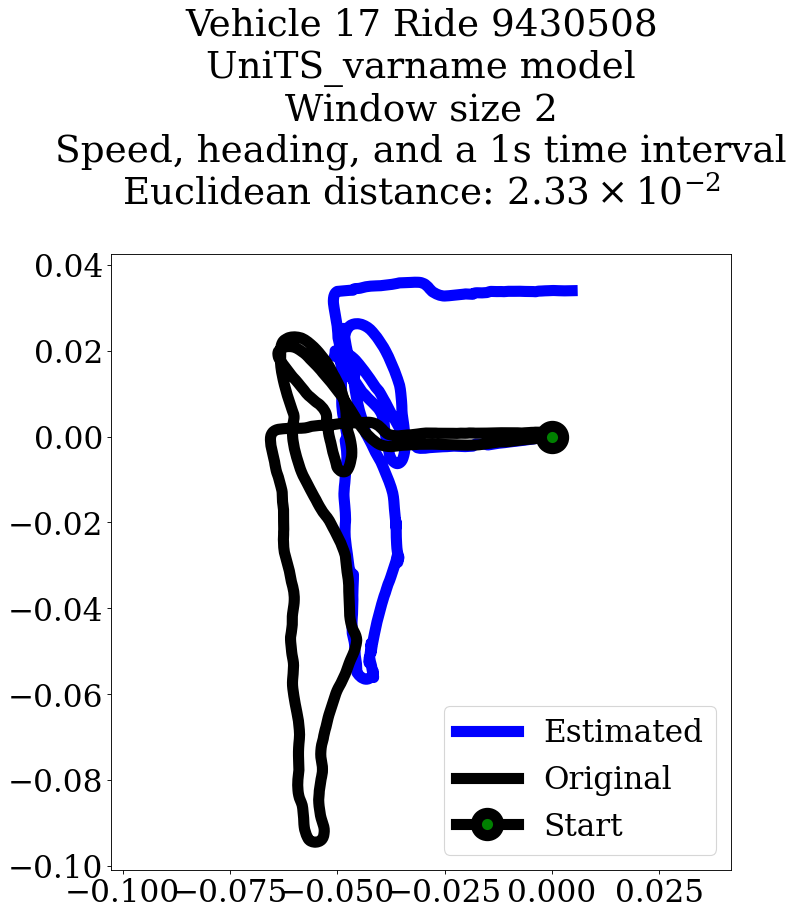 Vehicle 17 Ride 9430508
UniTS_varname model
Window size 2
Speed, heading, and a 1s time interval
Euclidean distance: 2.33 × 10⁻²
0.04
0.02
0.00
−0.02
−0.04
−0.06
−0.08
−0.10
Estimated
Original
Start
−0.100 −0.075 −0.050 −0.025 0.000 0.025